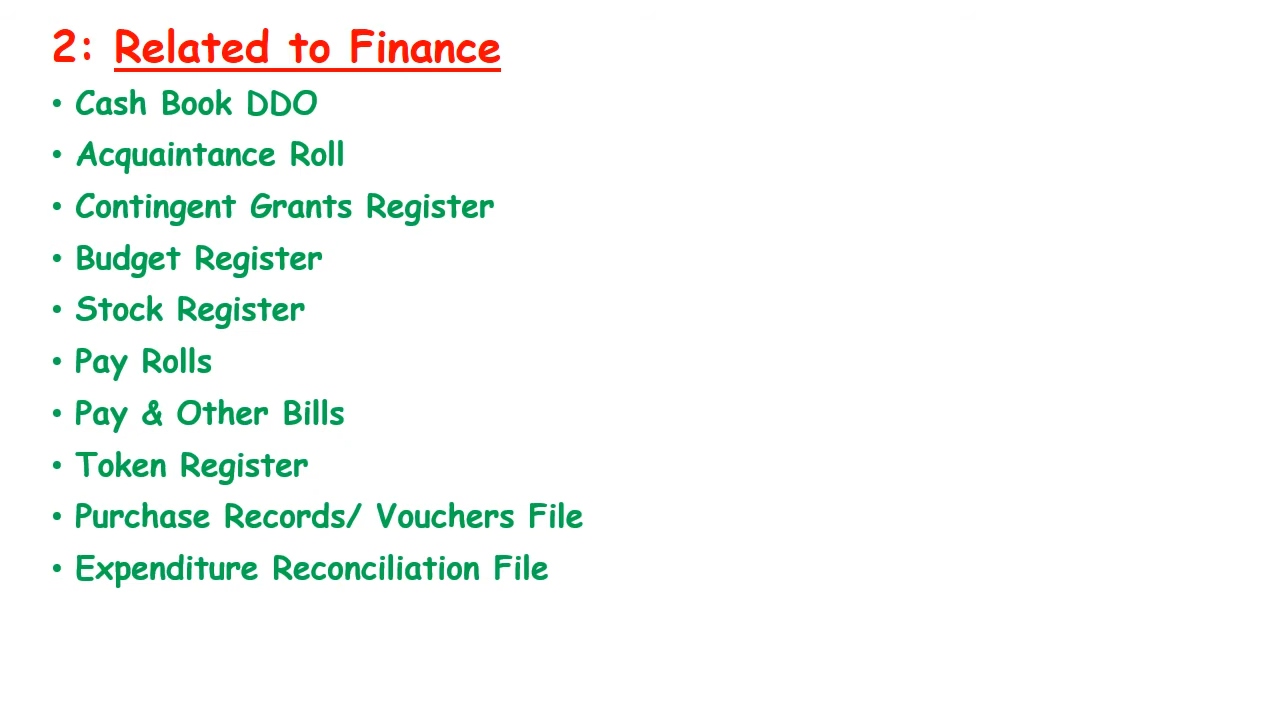 2: Related to Finance
• Cash Book DDO
• Acquaintance Roll
• Contingent Grants Register
• Budget Register
• Stock Register
• Pay Rolls
• Pay & Other Bills
• Token Register
• Purchase Records/ Vouchers File
• Expenditure Reconciliation File